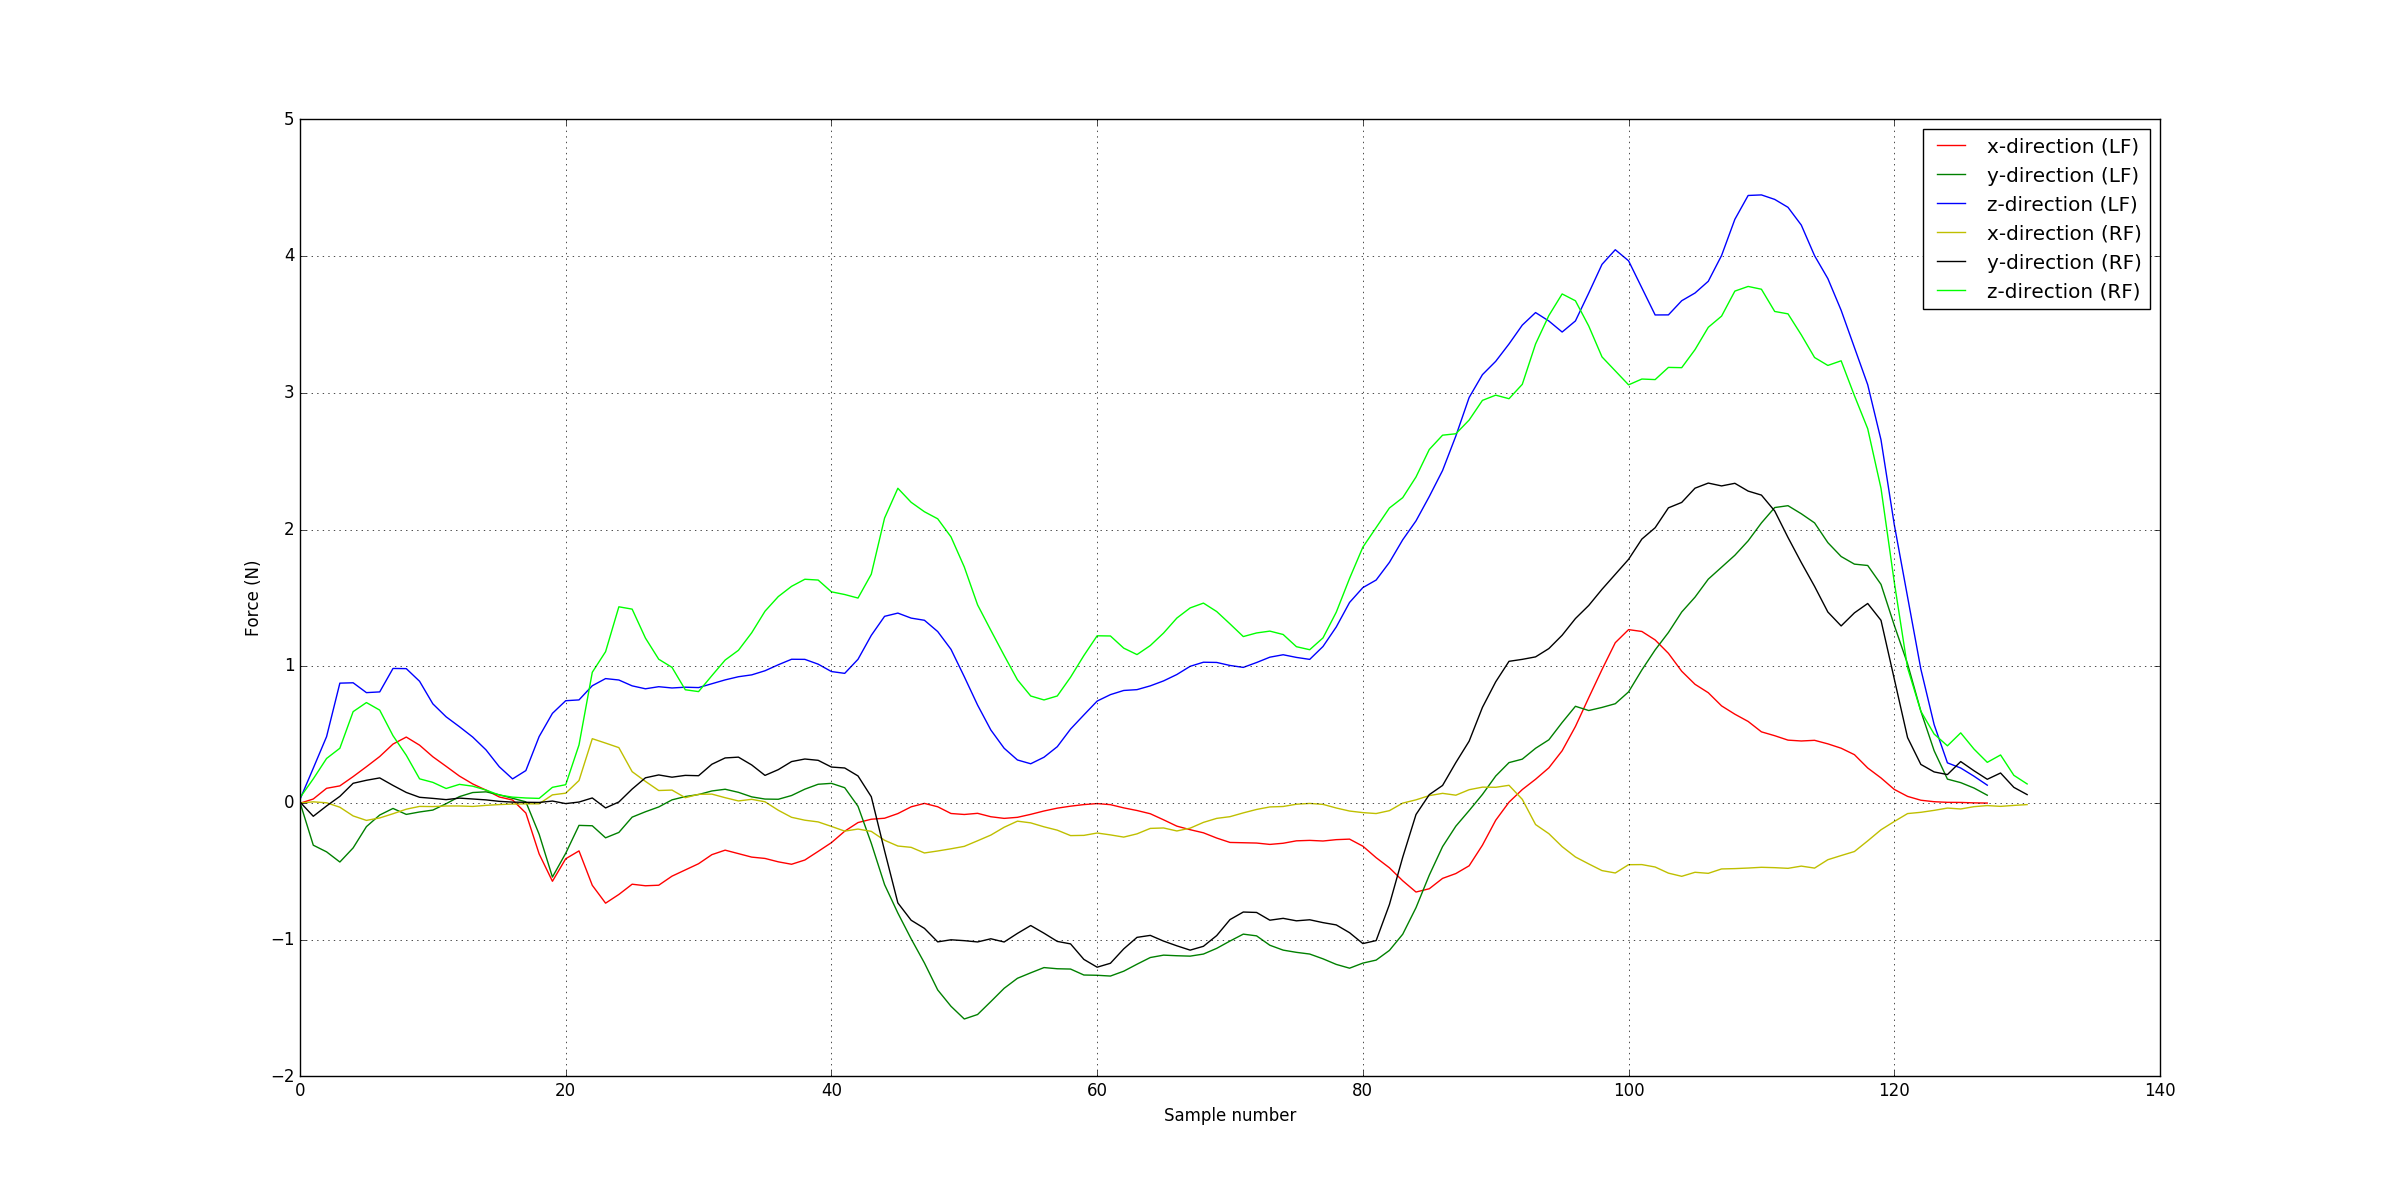 5
4
3
2
1
0
−1
−2
Force (N)
0 20 40 60 80 100 120 140
Sample number
x-direction (LF)
y-direction (LF)
z-direction (LF)
x-direction (RF)
y-direction (RF)
z-direction (RF)